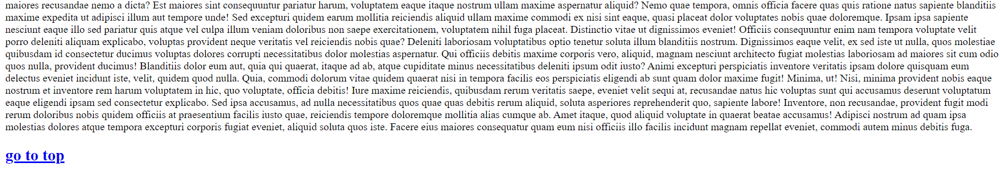 maiores recusandae nemo a dicta? Est maiores sint consequuntur pariatur harum, voluptatem eaque itaque nostrum ullam maxime aspernatur aliquid? Nemo quae tempora, omnis officia facere quas quis ratione natus sapiente blanditiis
maxime expedita ut adipisci illum aut tempore unde! Sed excepturi quidem earum mollitia reiciendis aliquid ullam maxime commodi ex nisi sint eaque, quasi placeat dolor voluptates nobis quae doloremque. Ipsam ipsa sapiente
nesciunt eaque illo sed pariatur quis atque vel culpa illum veniam doloribus non saepe exercitationem, voluptatem nihil fuga placeat. Distinctio vitae ut dignissimos eveniet! Officiis consequuntur enim nam tempora voluptate velit
porro deleniti aliquam explicabo, voluptas provident neque veritatis vel reiciendis nobis quae? Deleniti laboriosam voluptatibus optio tenetur soluta illum blanditiis nostrum. Dignissimos eaque velit, ex sed iste ut nulla, quos molestiae
quibusdam id consectetur ducimus voluptas dolores corrupti necessitatibus dolor molestias aspernatur. Qui officiis debitis maxime corporis vero, aliquid, magnam nesciunt architecto fugiat molestias laboriosam ad maiores sit cum odio
quos nulla, provident ducimus! Blanditiis dolor eum aut, quia qui quaerat, itaque ad ab, atque cupiditate minus necessitatibus deleniti ipsum odit iusto? Animi excepturi perspiciatis inventore veritatis ipsam dolore quisquam eum
delectus eveniet incidunt iste, velit, quidem quod nulla. Quia, commodi dolorum vitae quidem quaerat nisi in tempora facilis eos perspiciatis eligendi ab sunt quam dolor maxime fugit! Minima, ut! Nisi, minima provident nobis eaque
nostrum et inventore rem harum voluptatem in hic, quo voluptate, officia debitis! Iure maxime reiciendis, quibusdam rerum veritatis saepe, eveniet velit sequi at, recusandae natus hic voluptas sunt qui accusamus deserunt voluptatum
eaque eligendi ipsam sed consectetur explicabo. Sed ipsa accusamus, ad nulla necessitatibus quos quae quas debitis rerum aliquid, soluta asperiores reprehenderit quo, sapiente labore! Inventore, non recusandae, provident fugit modi
rerum doloribus nobis quidem officiis at praesentium facilis iusto quae, reiciendis tempore doloremque mollitia alias cumque ab. Amet itaque, quod aliquid voluptate in quaerat beatae accusamus! Adipisci nostrum ad quam ipsa
molestias dolores atque tempora excepturi corporis fugiat eveniet, aliquid soluta quos iste. Facere eius maiores consequatur quam eum nisi officiis illo facilis incidunt magnam repellat eveniet, commodi autem minus debitis fuga.
go to top